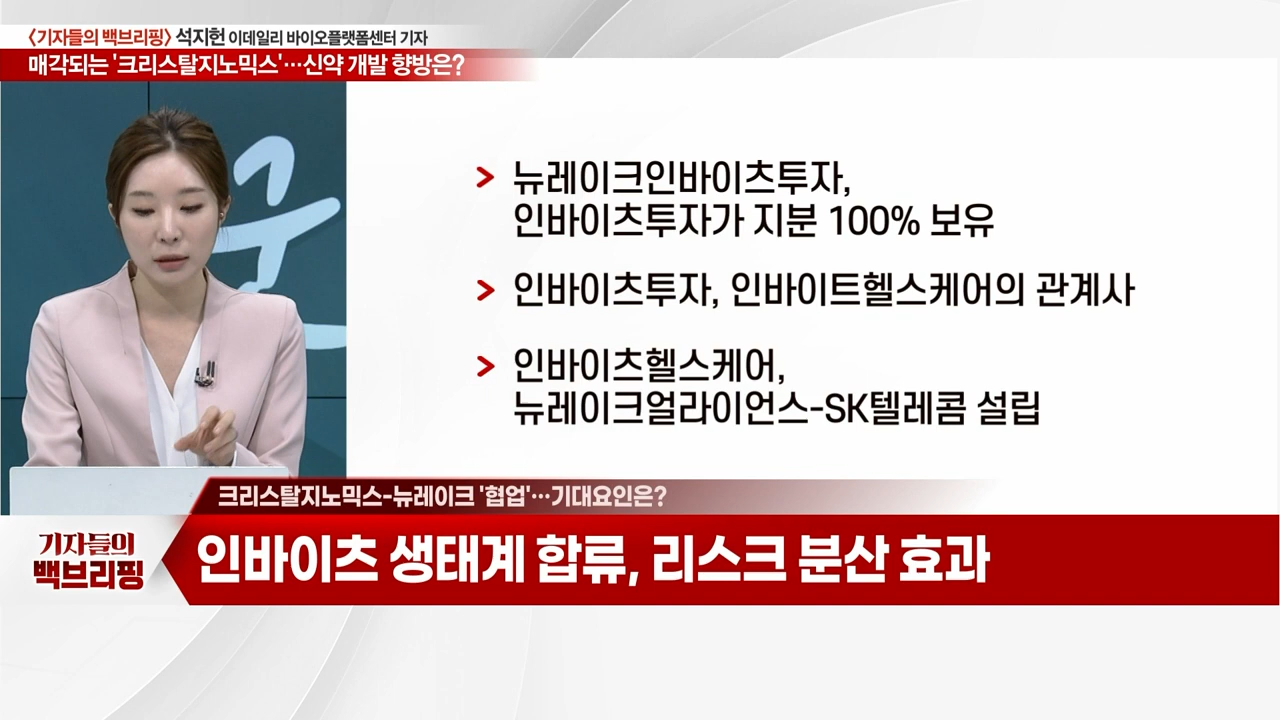 <기자들의 백브리핑> 석지헌 이데일리 바이오플랫폼센터 기자
매각되는 '크리스탈지노믹스'…신약 개발 향방은?
> 뉴레이크인바이츠투자,
인바이츠투자가 지분 100% 보유
> 인바이츠투자, 인바이트헬스케어의 관계사
> 인바이츠헬스케어,
뉴레이크얼라이언스-SK텔레콤 설립
크리스탈지노믹스-뉴레이크 '협업'…기대요인은?
기자들의
백브리핑
인바이츠 생태계 합류, 리스크 분산 효과